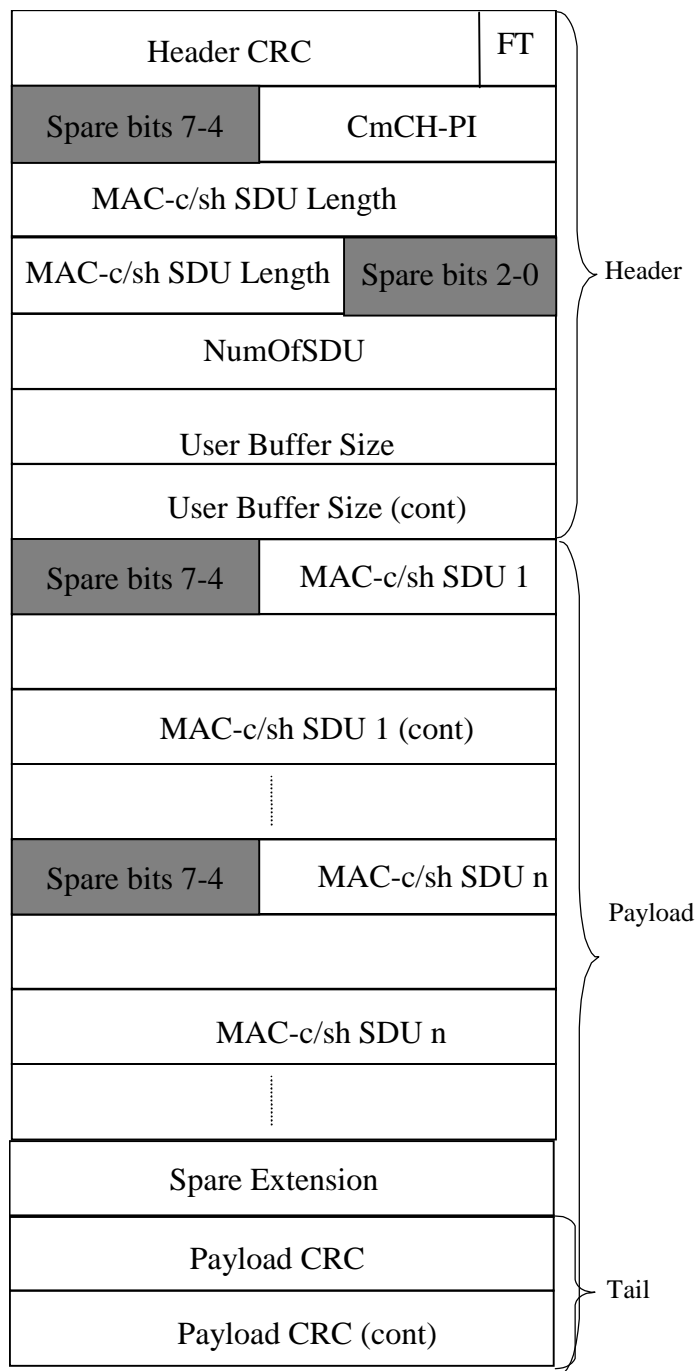 Header CRC FT
Spare bits 7-4 CmCH-PI
MAC-c/sh SDU Length
MAC-c/sh SDU Length Spare bits 2-0
Header
NumOfSDU
User Buffer Size
User Buffer Size (cont)
Spare bits 7-4 MAC-c/sh SDU 1
MAC-c/sh SDU 1 (cont)
Spare bits 7-4 MAC-c/sh SDU n
Payload
MAC-c/sh SDU n
Spare Extension
Payload CRC
Tail
Payload CRC (cont)